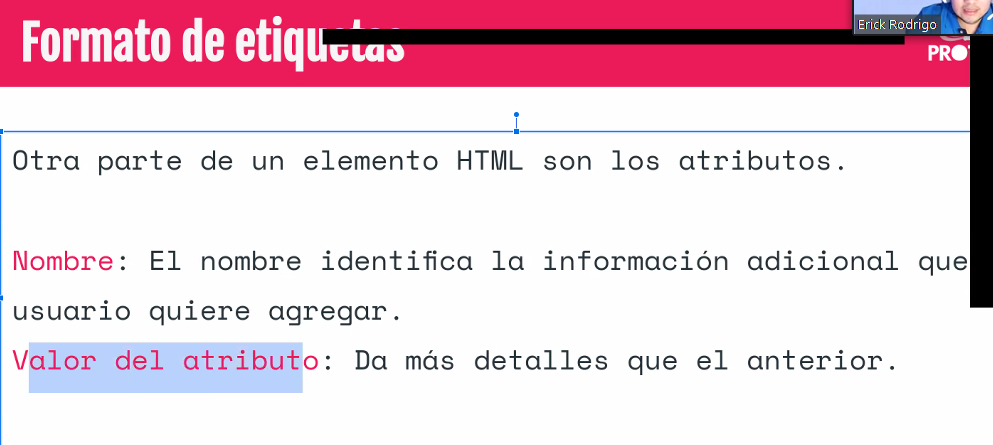 Formato de etiquetas
Erick Rodrigo
Otra parte de un elemento HTML son los atributos.
Nombre: El nombre identifica la información adicional que
usuario quiere agregar.
Valor del atributo: Da más detalles que el anterior.